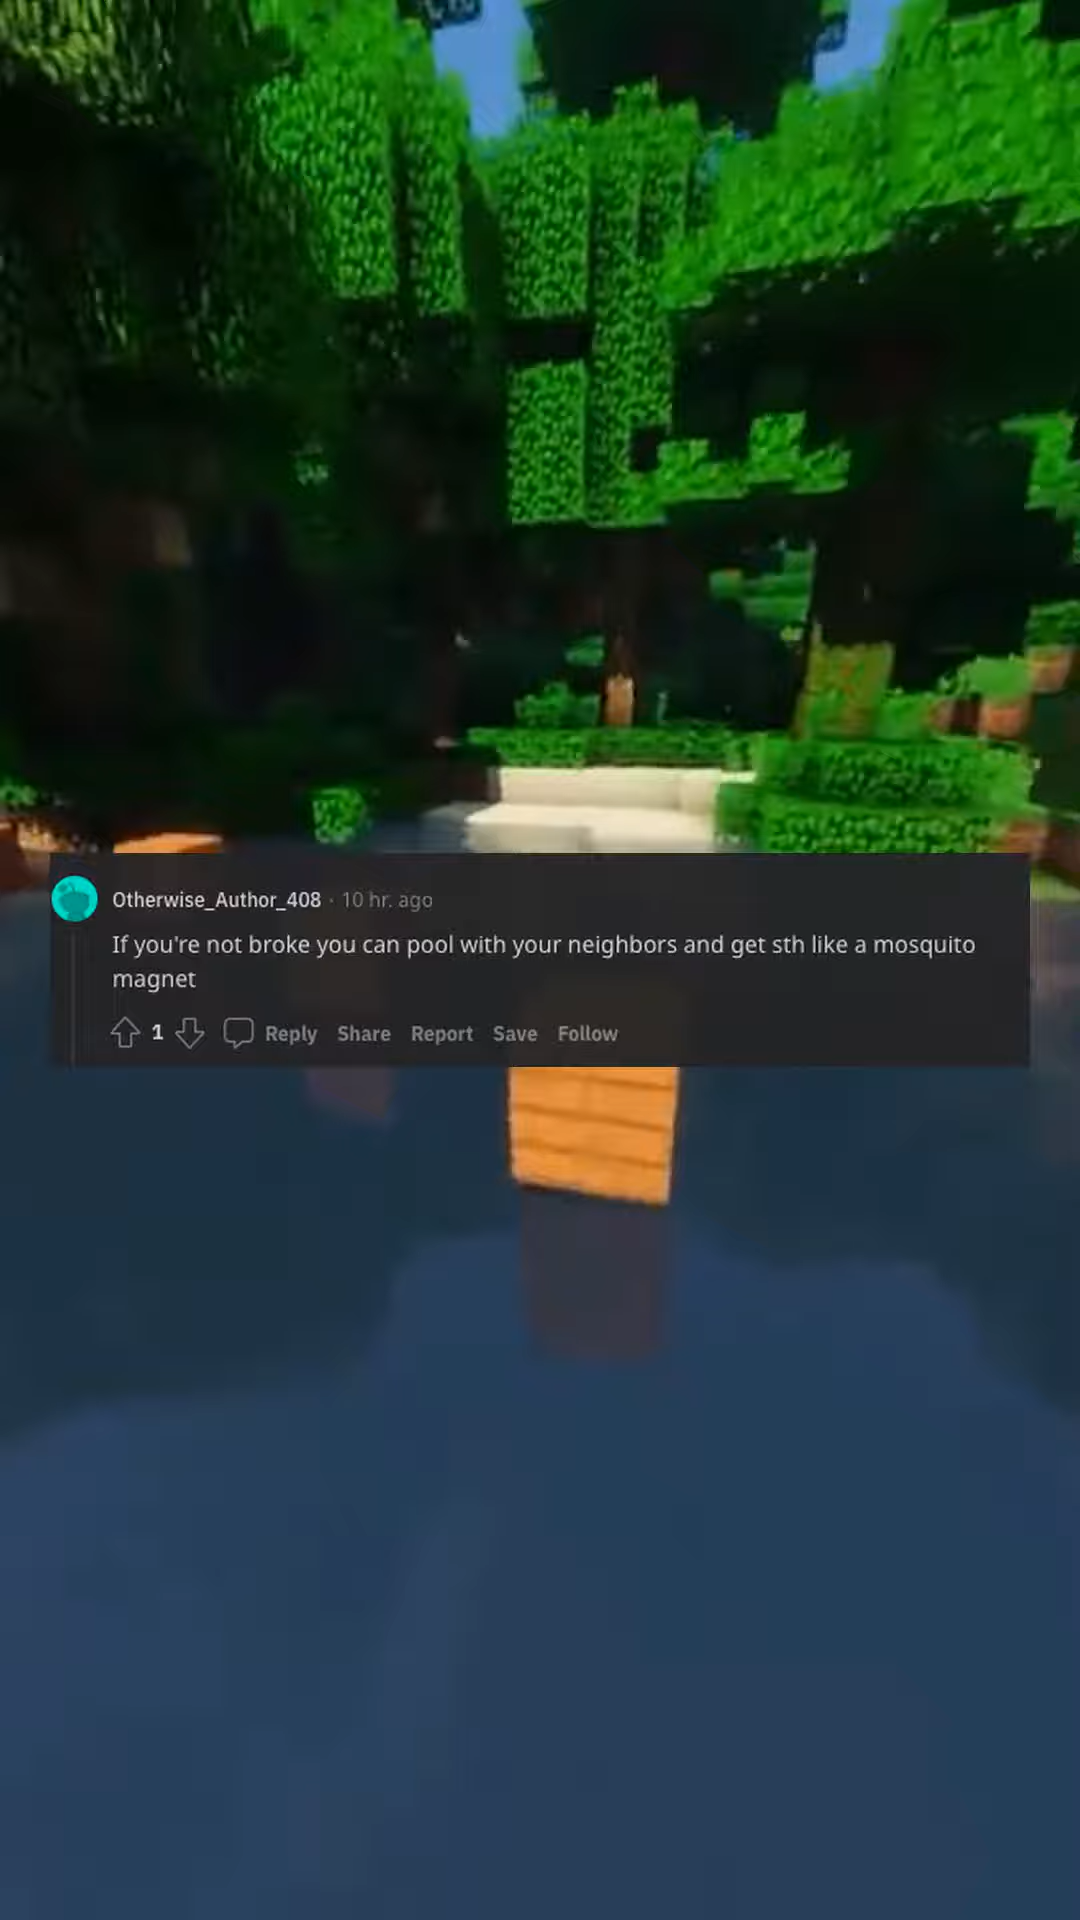 Otherwise_Author_408 · 10 hr. ago
If you're not broke you can pool with your neighbors and get sth like a mosquito
magnet
1 Reply Share Report Save Follow